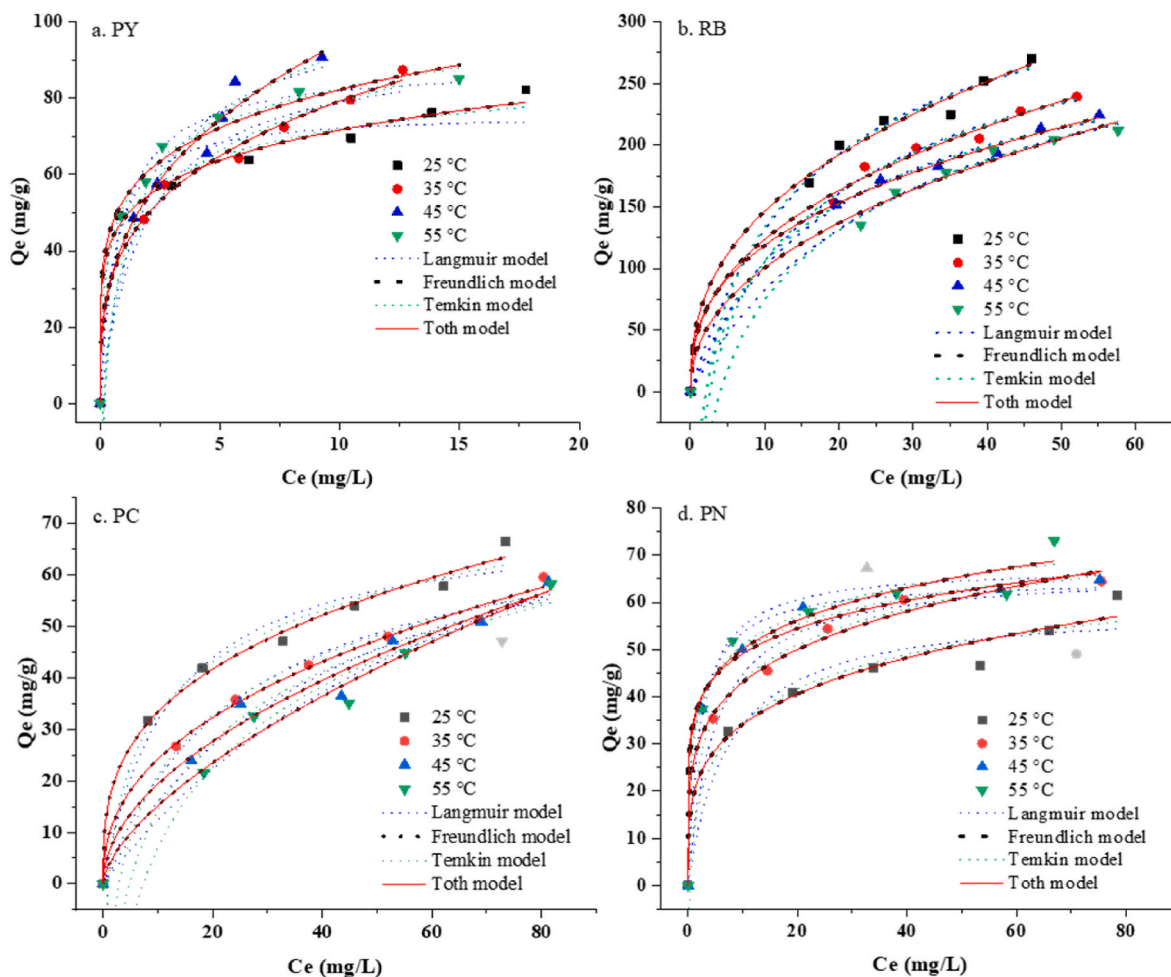 a. PY
100
80
60
40
20
0
Qe (mg/g)
25 °C
35 °C
45 °C
55 °C
Langmuir model
Freundlich model
Temkin model
Toth model
0 5 10 15 20
Ce (mg/L)
b. RB
300
250
200
150
100
50
0
Qe (mg/g)
25 °C
35 °C
45 °C
55 °C
Langmuir model
Freundlich model
Temkin model
Toth model
0 10 20 30 40 50 60
Ce (mg/L)
c. PC
70
60
50
40
30
20
10
0
Qe (mg/g)
25 °C
35 °C
45 °C
55 °C
Langmuir model
Freundlich model
Temkin model
Toth model
0 20 40 60 80
Ce (mg/L)
d. PN
80
70
60
50
40
30
20
10
0
Qe (mg/g)
25 °C
35 °C
45 °C
55 °C
Langmuir model
Freundlich model
Temkin model
Toth model
0 20 40 60 80
Ce (mg/L)